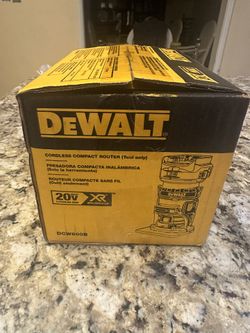 DEWALT
CORDLESS COMPACT ROUTER (Tool only)
FRESADORA COMPACTA INALÁMBRICA
(Solo la herramienta)
ROUTEUR COMPACTE SANS FIL
(Outil seulement)
20V
XR
DCW600B